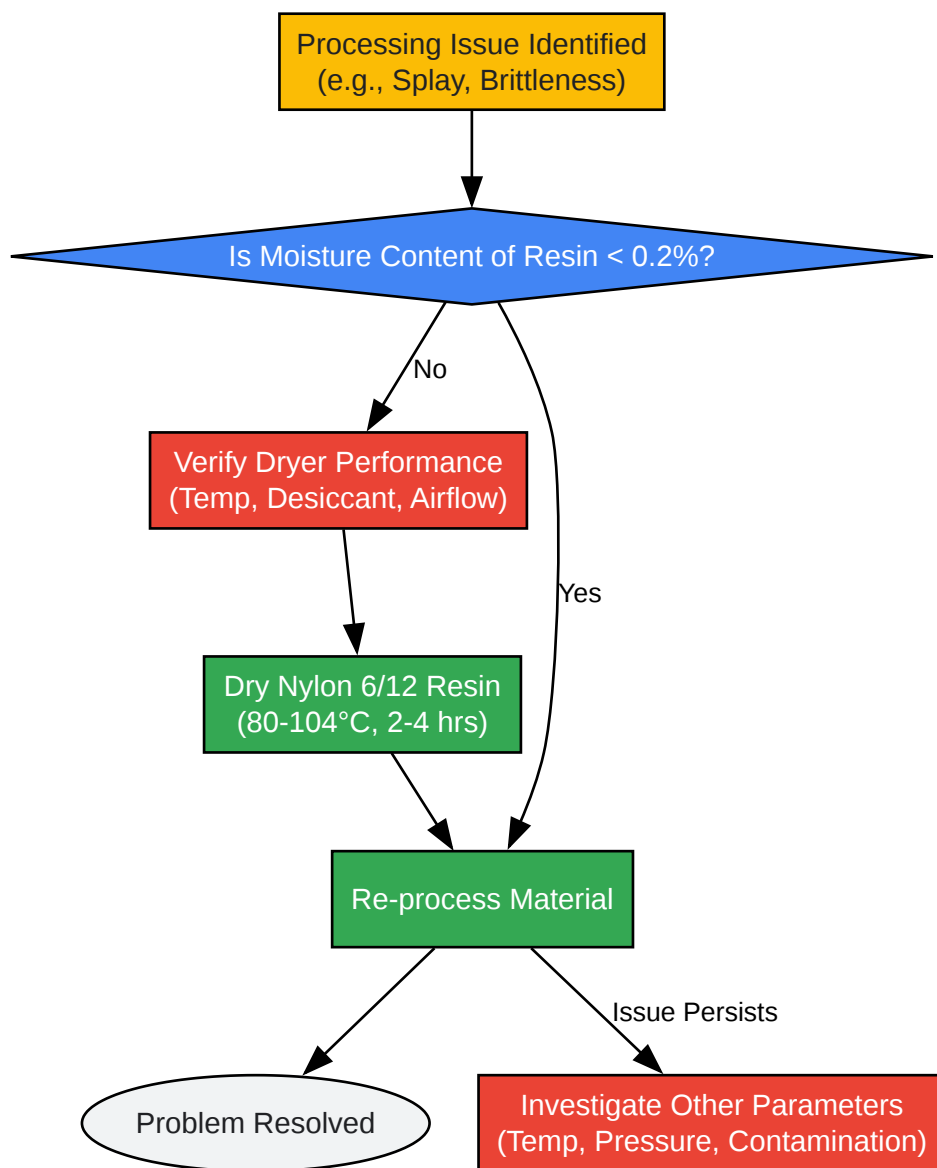 Processing Issue Identified
(e.g., Splay, Brittleness)
Is Moisture Content of Resin < 0.2%?
No
Verify Dryer Performance
(Temp, Desiccant, Airflow)
Yes
Dry Nylon 6/12 Resin
(80-104°C, 2-4 hrs)
Re-process Material
Issue Persists
Problem Resolved
Investigate Other Parameters
(Temp, Pressure, Contamination)